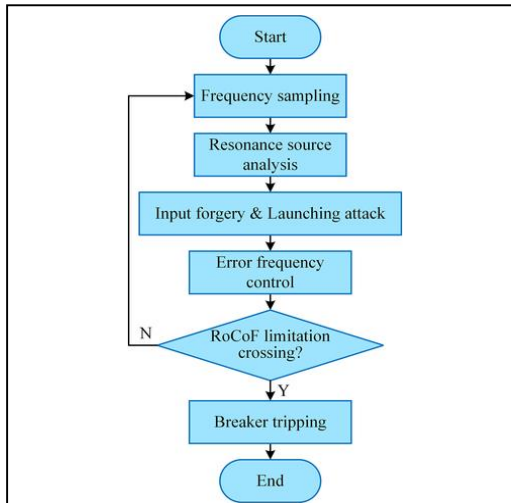 Start
Frequency sampling
Resonance source
analysis
Input forgery & Launching attack
Error frequency
control
RoCoF limitation
crossing?
N
Y
Breaker tripping
End